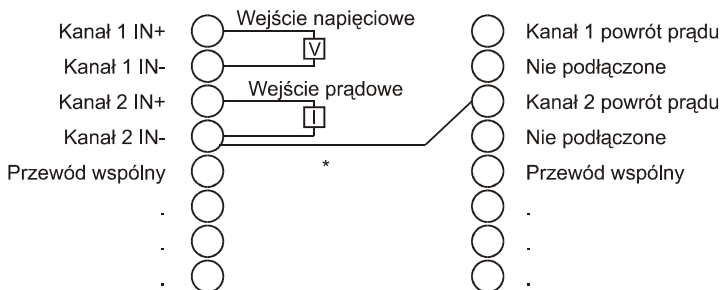 Kanał 1 IN+
Wejście napięciowe
Kanał 1 powrót prądu
V
Kanał 1 IN-
Nie podłączone
Kanał 2 IN+
Wejście prądowe
Kanał 2 powrót prądu
I
Kanał 2 IN-
Nie podłączone
Przewód wspólny
*
Przewód wspólny
.
.
.
.
.
.